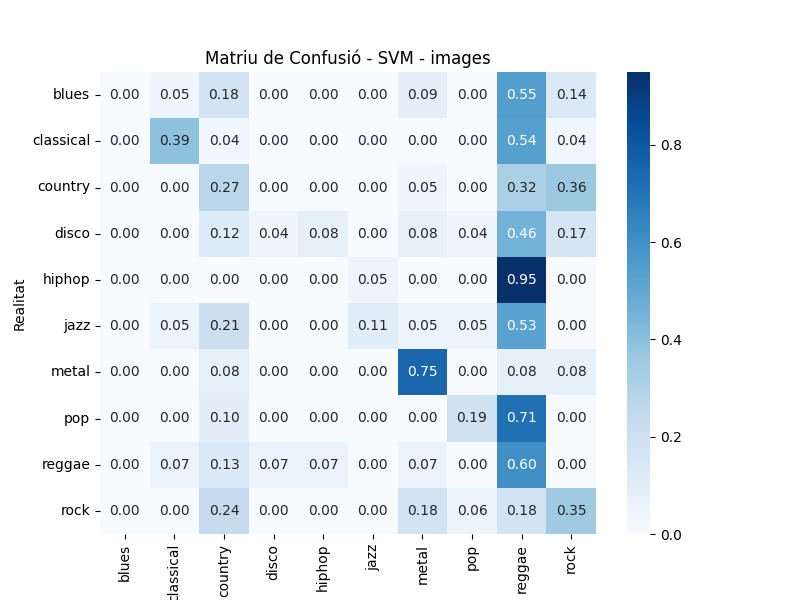 Matriu de Confusió - SVM - images
blues 0.00 0.05 0.18 0.00 0.00 0.00 0.09 0.00 0.55 0.14
classical 0.00 0.39 0.04 0.00 0.00 0.00 0.00 0.00 0.54 0.04
country 0.00 0.00 0.27 0.00 0.00 0.00 0.05 0.00 0.32 0.36
disco 0.00 0.00 0.12 0.04 0.08 0.00 0.08 0.04 0.46 0.17
hiphop 0.00 0.00 0.00 0.00 0.00 0.05 0.00 0.00 0.95 0.00
jazz 0.00 0.05 0.21 0.00 0.00 0.11 0.05 0.05 0.53 0.00
metal 0.00 0.00 0.08 0.00 0.00 0.00 0.75 0.00 0.08 0.08
pop 0.00 0.00 0.10 0.00 0.00 0.00 0.00 0.19 0.71 0.00
reggae 0.00 0.07 0.13 0.07 0.07 0.00 0.07 0.00 0.60 0.00
rock 0.00 0.00 0.24 0.00 0.00 0.00 0.18 0.06 0.18 0.35
Realitat
blues classical country disco hiphop jazz metal pop reggae rock
0.8
0.6
0.4
0.2
0.0